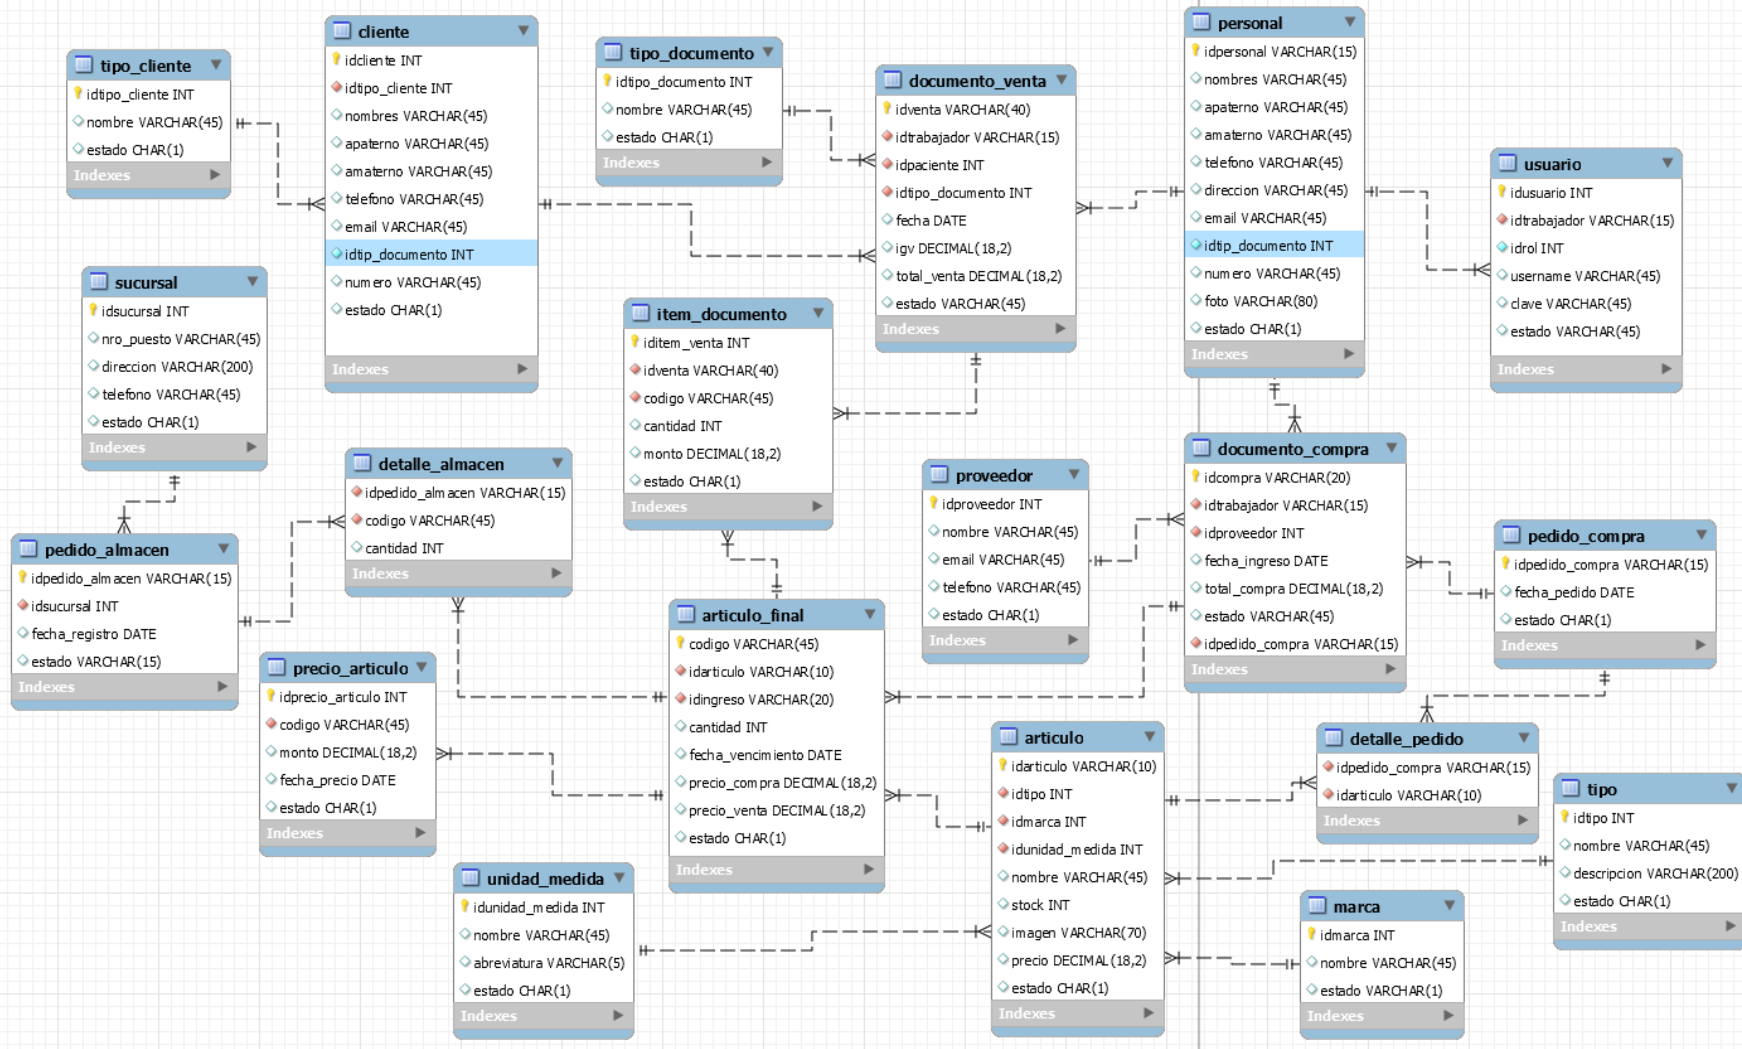 tipo_cliente
idtipo_cliente INT
nombre VARCHAR(45)
estado CHAR(1)
Indexes
cliente
idcliente INT
idtipo_cliente INT
nombres VARCHAR(45)
apaterno VARCHAR(45)
amaterno VARCHAR(45)
telefono VARCHAR(45)
email VARCHAR(45)
idtip_documento INT
numero VARCHAR(45)
estado CHAR(1)
Indexes
tipo_documento
idtipo_documento INT
nombre VARCHAR(45)
estado CHAR(1)
Indexes
documento_venta
idventa VARCHAR(40)
idtrabajador VARCHAR(15)
idpaciente INT
idtipo_documento INT
fecha DATE
igv DECIMAL(18,2)
total_venta DECIMAL(18,2)
estado VARCHAR(45)
Indexes
personal
idpersonal VARCHAR(15)
nombres VARCHAR(45)
apaterno VARCHAR(45)
amaterno VARCHAR(45)
telefono VARCHAR(45)
direccion VARCHAR(45)
email VARCHAR(45)
idtip_documento INT
numero VARCHAR(45)
foto VARCHAR(80)
estado CHAR(1)
Indexes
usuario
idusuario INT
idtrabajador VARCHAR(15)
idrol INT
username VARCHAR(45)
clave VARCHAR(45)
estado VARCHAR(45)
Indexes
sucursal
idsucursal INT
nro_puesto VARCHAR(45)
direccion VARCHAR(200)
telefono VARCHAR(45)
estado CHAR(1)
Indexes
item_documento
iditem_venta INT
idventa VARCHAR(40)
codigo VARCHAR(45)
cantidad INT
monto DECIMAL(18,2)
estado CHAR(1)
Indexes
detalle_almacen
idpedido_almacen VARCHAR(15)
codigo VARCHAR(45)
cantidad INT
Indexes
proveedor
idproveedor INT
nombre VARCHAR(45)
email VARCHAR(45)
telefono VARCHAR(45)
estado CHAR(1)
Indexes
documento_compra
idcompra VARCHAR(20)
idtrabajador VARCHAR(15)
idproveedor INT
fecha_ingreso DATE
total_compra DECIMAL(18,2)
estado VARCHAR(45)
idpedido_compra VARCHAR(15)
Indexes
pedido_compra
idpedido_compra VARCHAR(15)
fecha_pedido DATE
estado CHAR(1)
Indexes
pedido_almacen
idpedido_almacen VARCHAR(15)
idsucursal INT
fecha_registro DATE
estado VARCHAR(15)
Indexes
precio_articulo
idprecio_articulo INT
codigo VARCHAR(45)
monto DECIMAL(18,2)
fecha_precio DATE
estado CHAR(1)
Indexes
articulo_final
codigo VARCHAR(45)
idarticulo VARCHAR(10)
idingreso VARCHAR(20)
cantidad INT
fecha_vencimiento DATE
precio_compra DECIMAL(18,2)
precio_venta DECIMAL(18,2)
estado CHAR(1)
Indexes
articulo
idarticulo VARCHAR(10)
idtipo INT
idmarca INT
idunidad_medida INT
nombre VARCHAR(45)
stock INT
imagen VARCHAR(70)
precio DECIMAL(18,2)
estado CHAR(1)
Indexes
detalle_pedido
idpedido_compra VARCHAR(15)
idarticulo VARCHAR(10)
Indexes
tipo
idtipo INT
nombre VARCHAR(45)
descripcion VARCHAR(200)
estado CHAR(1)
Indexes
unidad_medida
idunidad_medida INT
nombre VARCHAR(45)
abreviatura VARCHAR(5)
estado CHAR(1)
Indexes
marca
idmarca INT
nombre VARCHAR(45)
estado VARCHAR(1)
Indexes